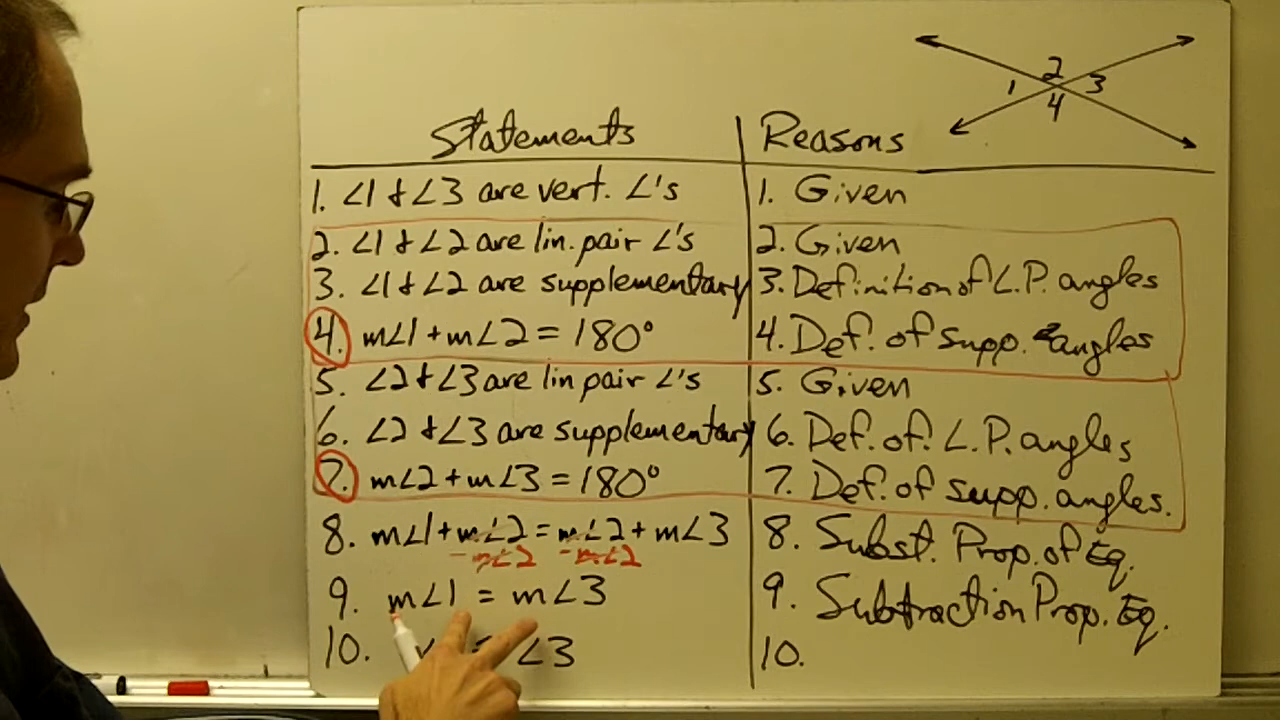 2
1 3
4
Statements Reasons
1. ∠1 & ∠3 are vert. ∠'s 1. Given
2. ∠1 & ∠2 are lin. pair ∠'s 2. Given
3. ∠1 & ∠2 are supplementary 3. Definition of L.P. angles
4. m∠1 + m∠2 = 180° 4. Def. of supp. angles
5. ∠2 & ∠3 are lin pair ∠'s 5. Given
6. ∠2 & ∠3 are supplementary 6. Def. of. L.P. angles
7. m∠2 + m∠3 = 180° 7. Def. of supp. angles.
8. m∠1 + m∠2 = m∠2 + m∠3 8. Subst. Prop. of Eq.
-m∠2 -m∠2
9. m∠1 = m∠3 9. Subtraction Prop. Eq.
10. ∠3 10.